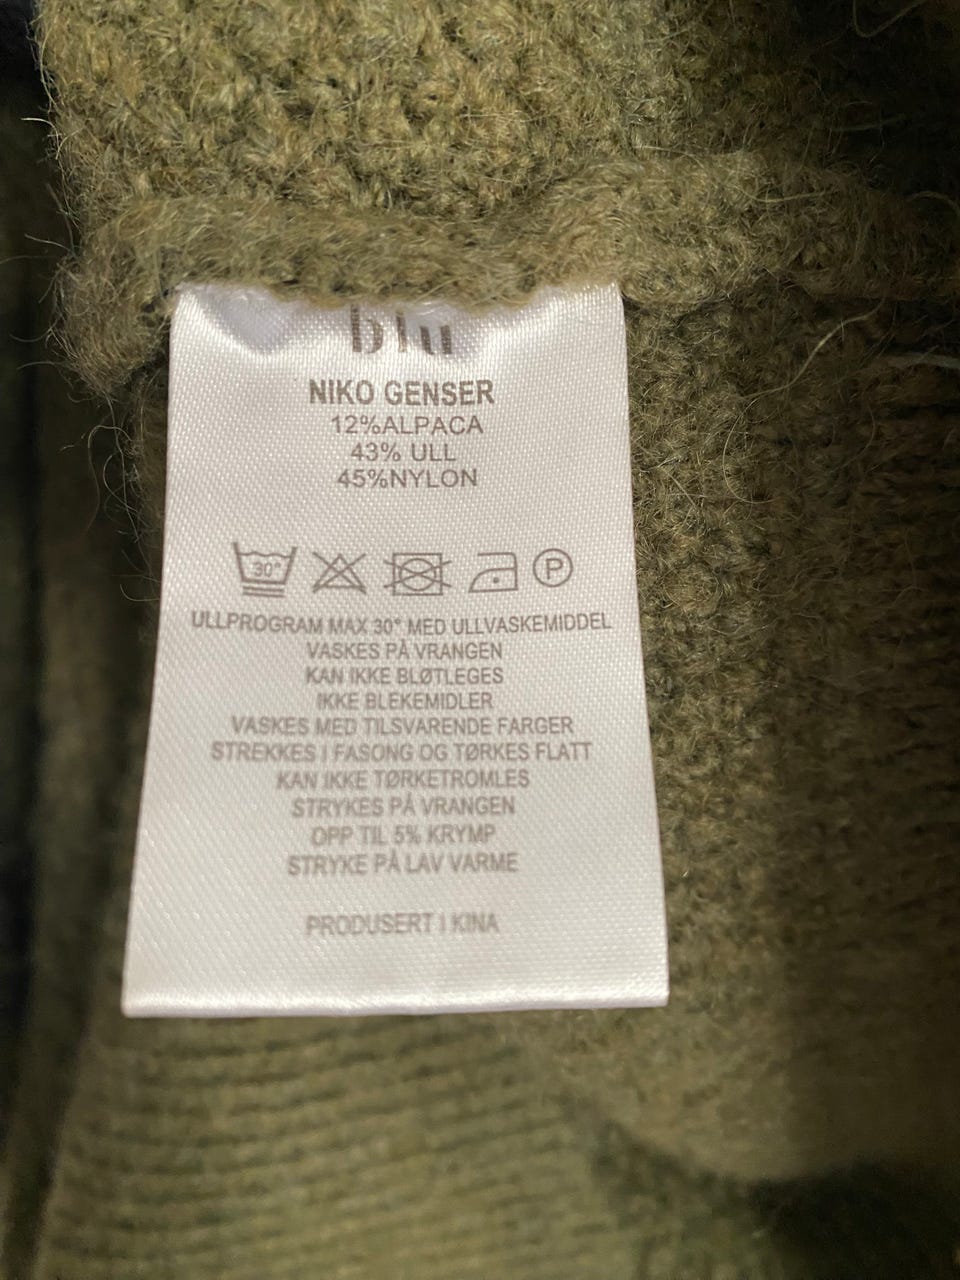 blu
NIKO GENSER
12%ALPACA
43% ULL
45%NYLON
30°
P
ULLPROGRAM MAX 30° MED ULLVASKEMIDDEL
VASKES PÅ VRANGEN
KAN IKKE BLØTLEGES
IKKE BLEKEMIDLER
VASKES MED TILSVARENDE FARGER
STREKKES I FASONG OG TØRKES FLATT
KAN IKKE TØRKETROMLES
STRYKES PÅ VRANGEN
OPP TIL 5% KRYMP
STRYKE PÅ LAV VARME
PRODUSERT I KINA